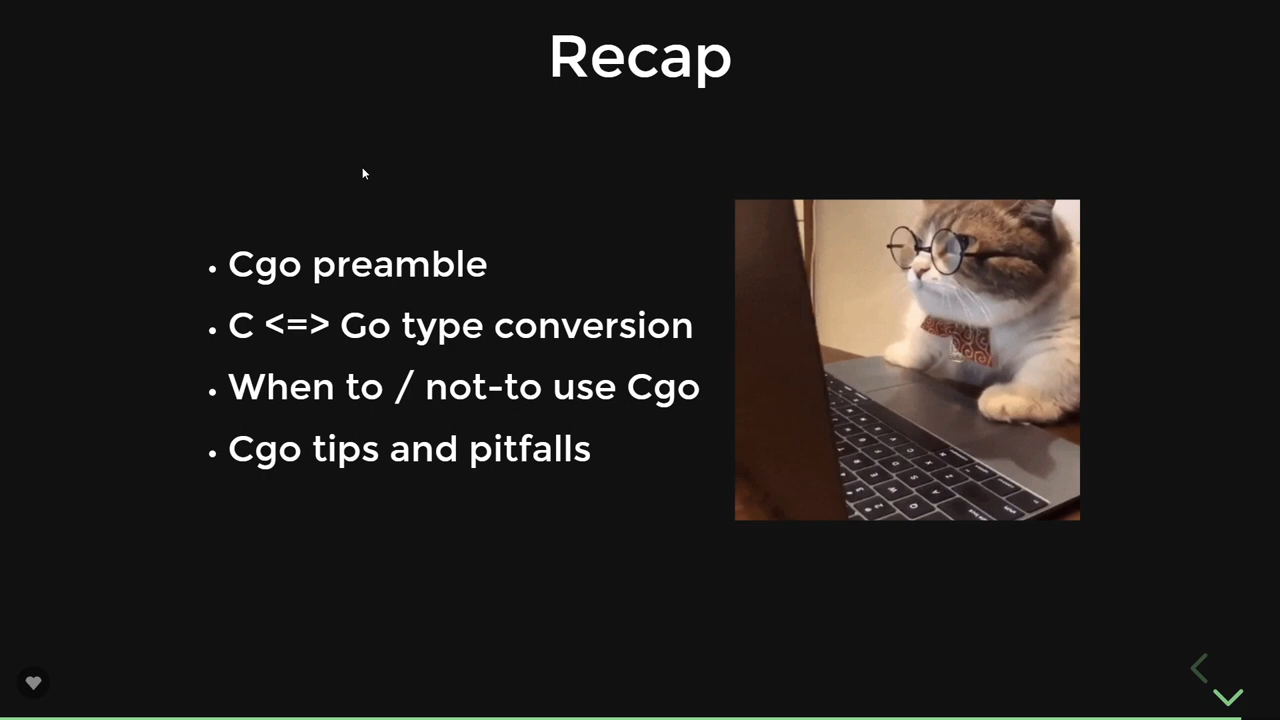 Recap
• Cgo preamble
• C <=> Go type conversion
• When to / not-to use Cgo
• Cgo tips and pitfalls